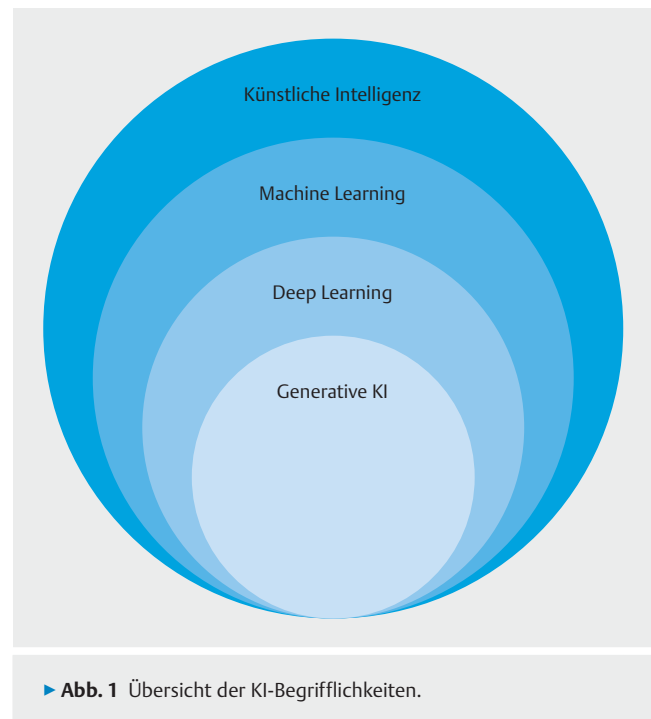 Künstliche Intelligenz
Machine Learning
Deep Learning
Generative KI
▶ Abb. 1 Übersicht der KI-Begrifflichkeiten.